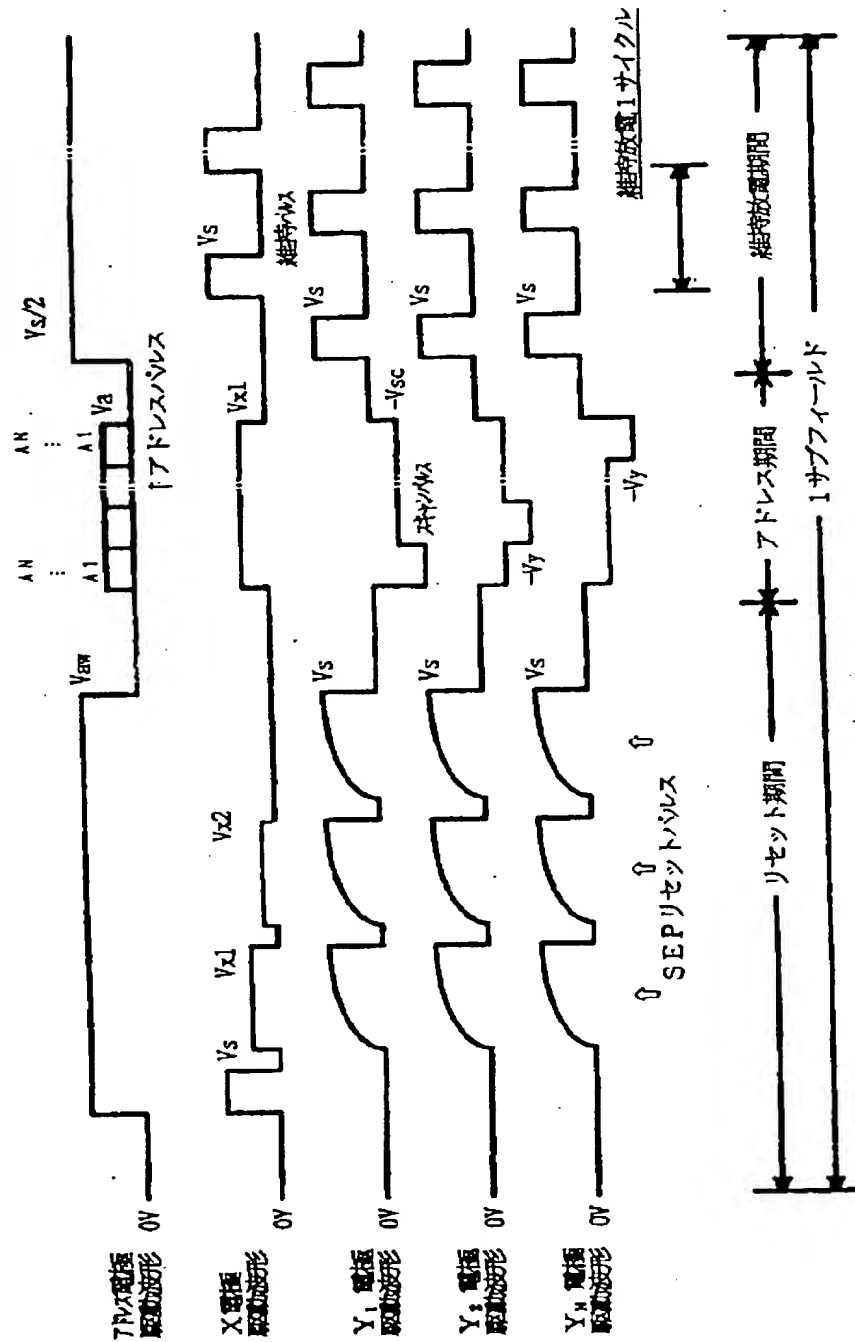 アドレス電極
駆動波形
0V
Vaw
AN
⋮
A1
AN
⋮
A1
Va
↑アドレスパルス
Vs/2
X電極
駆動波形
0V
Vs
Vx1
Vx2
Vx1
Vs
維持パルス
Y₁ 電極
駆動波形
0V
Vs
スキャンパルス
-Vsc
Vs
Y₂ 電極
駆動波形
0V
Vs
-Vy
Vs
Y_N 電極
駆動波形
0V
Vs
-Vy
Vs
⇧ ⇧ ⇧
SEPリセットパルス
維持放電1サイクル
リセット期間
アドレス期間
維持放電期間
1サブフィールド